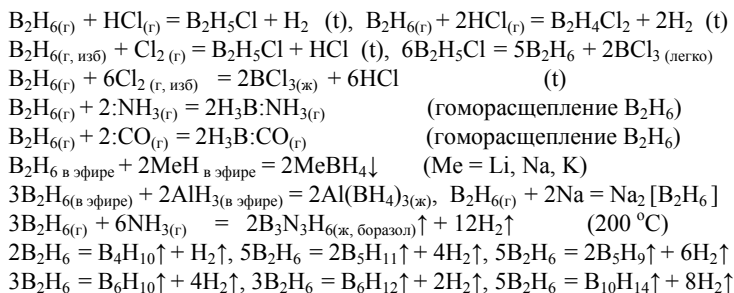 B₂H₆(г) + HCl(г) = B₂H₅Cl + H₂ (t), B₂H₆(г) + 2HCl(г) = B₂H₄Cl₂ + 2H₂ (t)
B₂H₆(г, изб) + Cl₂ (г) = B₂H₅Cl + HCl (t), 6B₂H₅Cl = 5B₂H₆ + 2BCl₃ (легко)
B₂H₆(г) + 6Cl₂ (г, изб) = 2BCl₃(ж) + 6HCl (t)
B₂H₆(г) + 2:NH₃(г) = 2H₃B:NH₃(г) (гоморасщепление B₂H₆)
B₂H₆(г) + 2:CO(г) = 2H₃B:CO(г) (гоморасщепление B₂H₆)
B₂H₆ в эфире + 2MeH в эфире = 2MeBH₄↓ (Me = Li, Na, K)
3B₂H₆(в эфире) + 2AlH₃(в эфире) = 2Al(BH₄)₃(ж), B₂H₆(г) + 2Na = Na₂ [B₂H₆ ]
3B₂H₆(г) + 6NH₃(г) = 2B₃N₃H₆(ж, боразол)↑ + 12H₂↑ (200 °C)
2B₂H₆ = B₄H₁₀↑ + H₂↑, 5B₂H₆ = 2B₅H₁₁↑ + 4H₂↑, 5B₂H₆ = 2B₅H₉↑ + 6H₂↑
3B₂H₆ = B₆H₁₀↑ + 4H₂↑, 3B₂H₆ = B₆H₁₂↑ + 2H₂↑, 5B₂H₆ = B₁₀H₁₄↑ + 8H₂↑